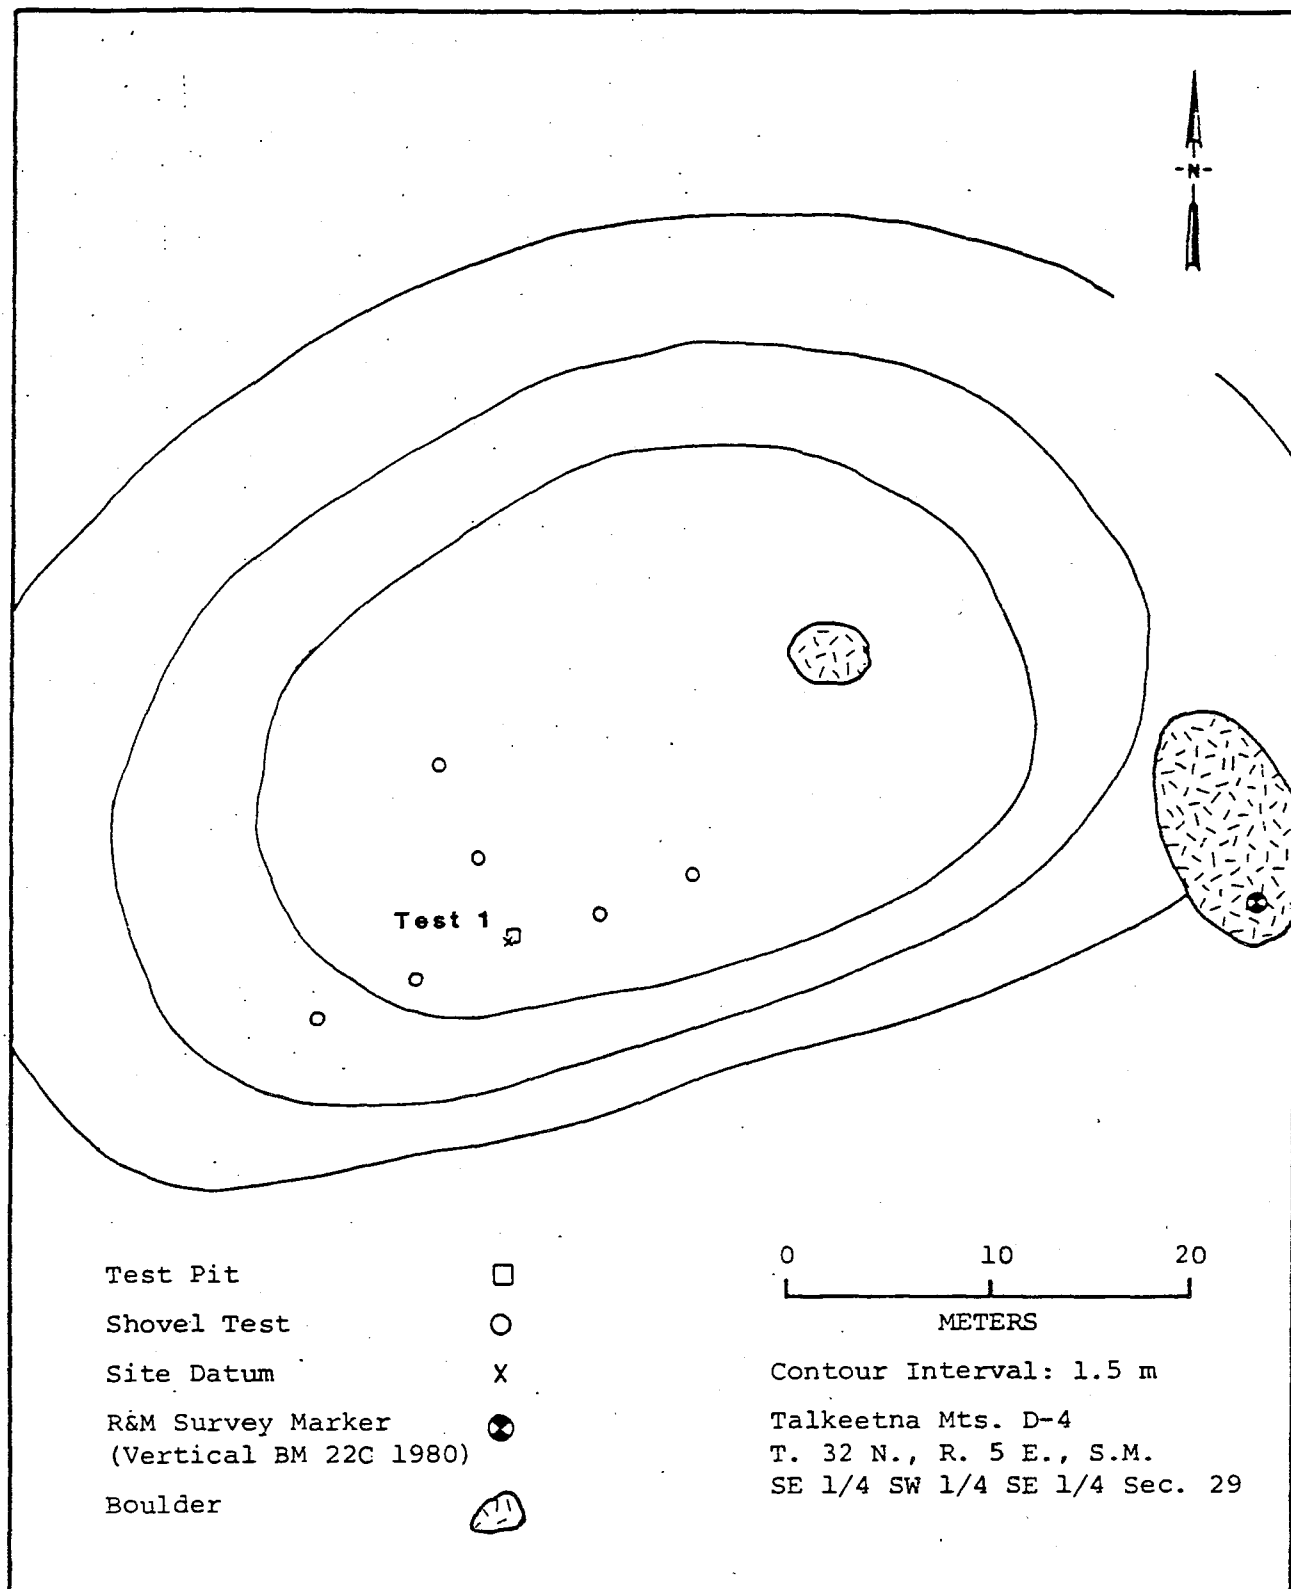 -N-
Test 1
Test Pit
Shovel Test
Site Datum
R&M Survey Marker
(Vertical BM 22C 1980)
Boulder
0 10 20
METERS
Contour Interval: 1.5 m
Talkeetna Mts. D-4
T. 32 N., R. 5 E., S.M.
SE 1/4 SW 1/4 SE 1/4 Sec. 29